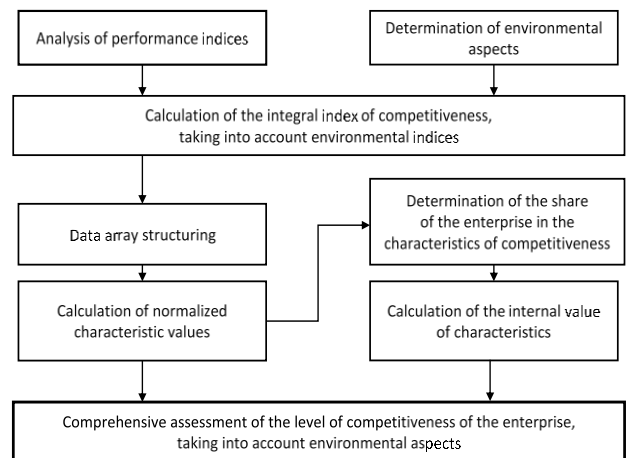 Analysis of performance indices
Determination of environmental
aspects
Calculation of the integral index of competitiveness,
taking into account environmental indices
Data array structuring
Determination of the share
of the enterprise in the
characteristics of competitiveness
Calculation of normalized
characteristic values
Calculation of the internal value
of characteristics
Comprehensive assessment of the level of competitiveness of the enterprise,
taking into account environmental aspects